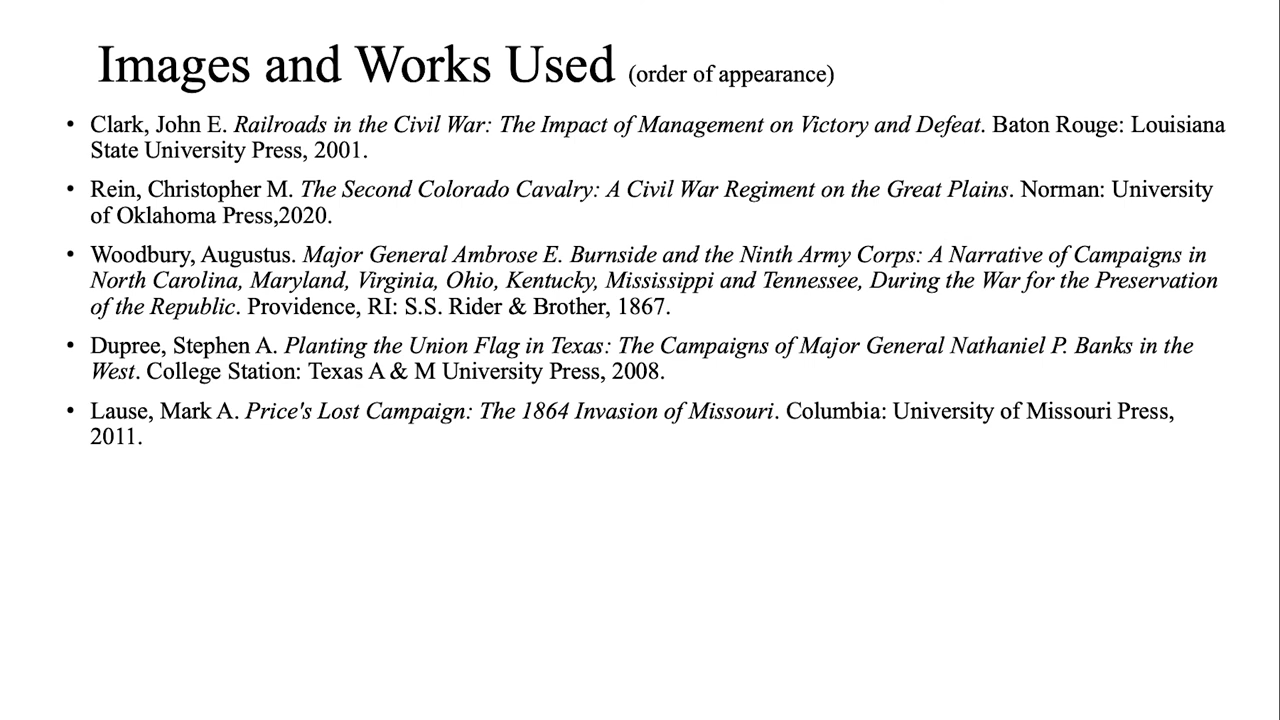 Images and Works Used (order of appearance)
• Clark, John E. Railroads in the Civil War: The Impact of Management on Victory and Defeat. Baton Rouge: Louisiana
State University Press, 2001.
• Rein, Christopher M. The Second Colorado Cavalry: A Civil War Regiment on the Great Plains. Norman: University
of Oklahoma Press,2020.
• Woodbury, Augustus. Major General Ambrose E. Burnside and the Ninth Army Corps: A Narrative of Campaigns in
North Carolina, Maryland, Virginia, Ohio, Kentucky, Mississippi and Tennessee, During the War for the Preservation
of the Republic. Providence, RI: S.S. Rider & Brother, 1867.
• Dupree, Stephen A. Planting the Union Flag in Texas: The Campaigns of Major General Nathaniel P. Banks in the
West. College Station: Texas A & M University Press, 2008.
• Lause, Mark A. Price's Lost Campaign: The 1864 Invasion of Missouri. Columbia: University of Missouri Press,
2011.